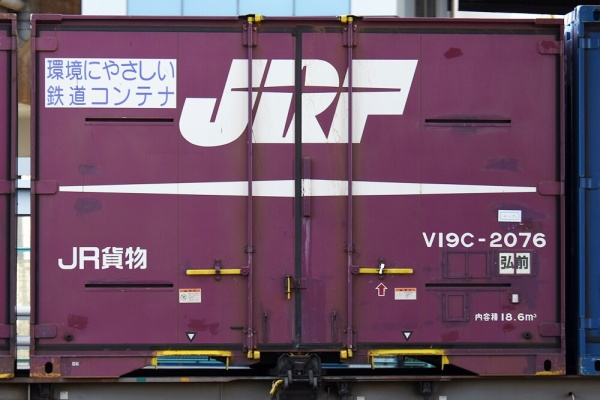 環境にやさしい
鉄道コンテナ
JRF
JR貨物
V19C-2076
弘前
内容積 18.6m³